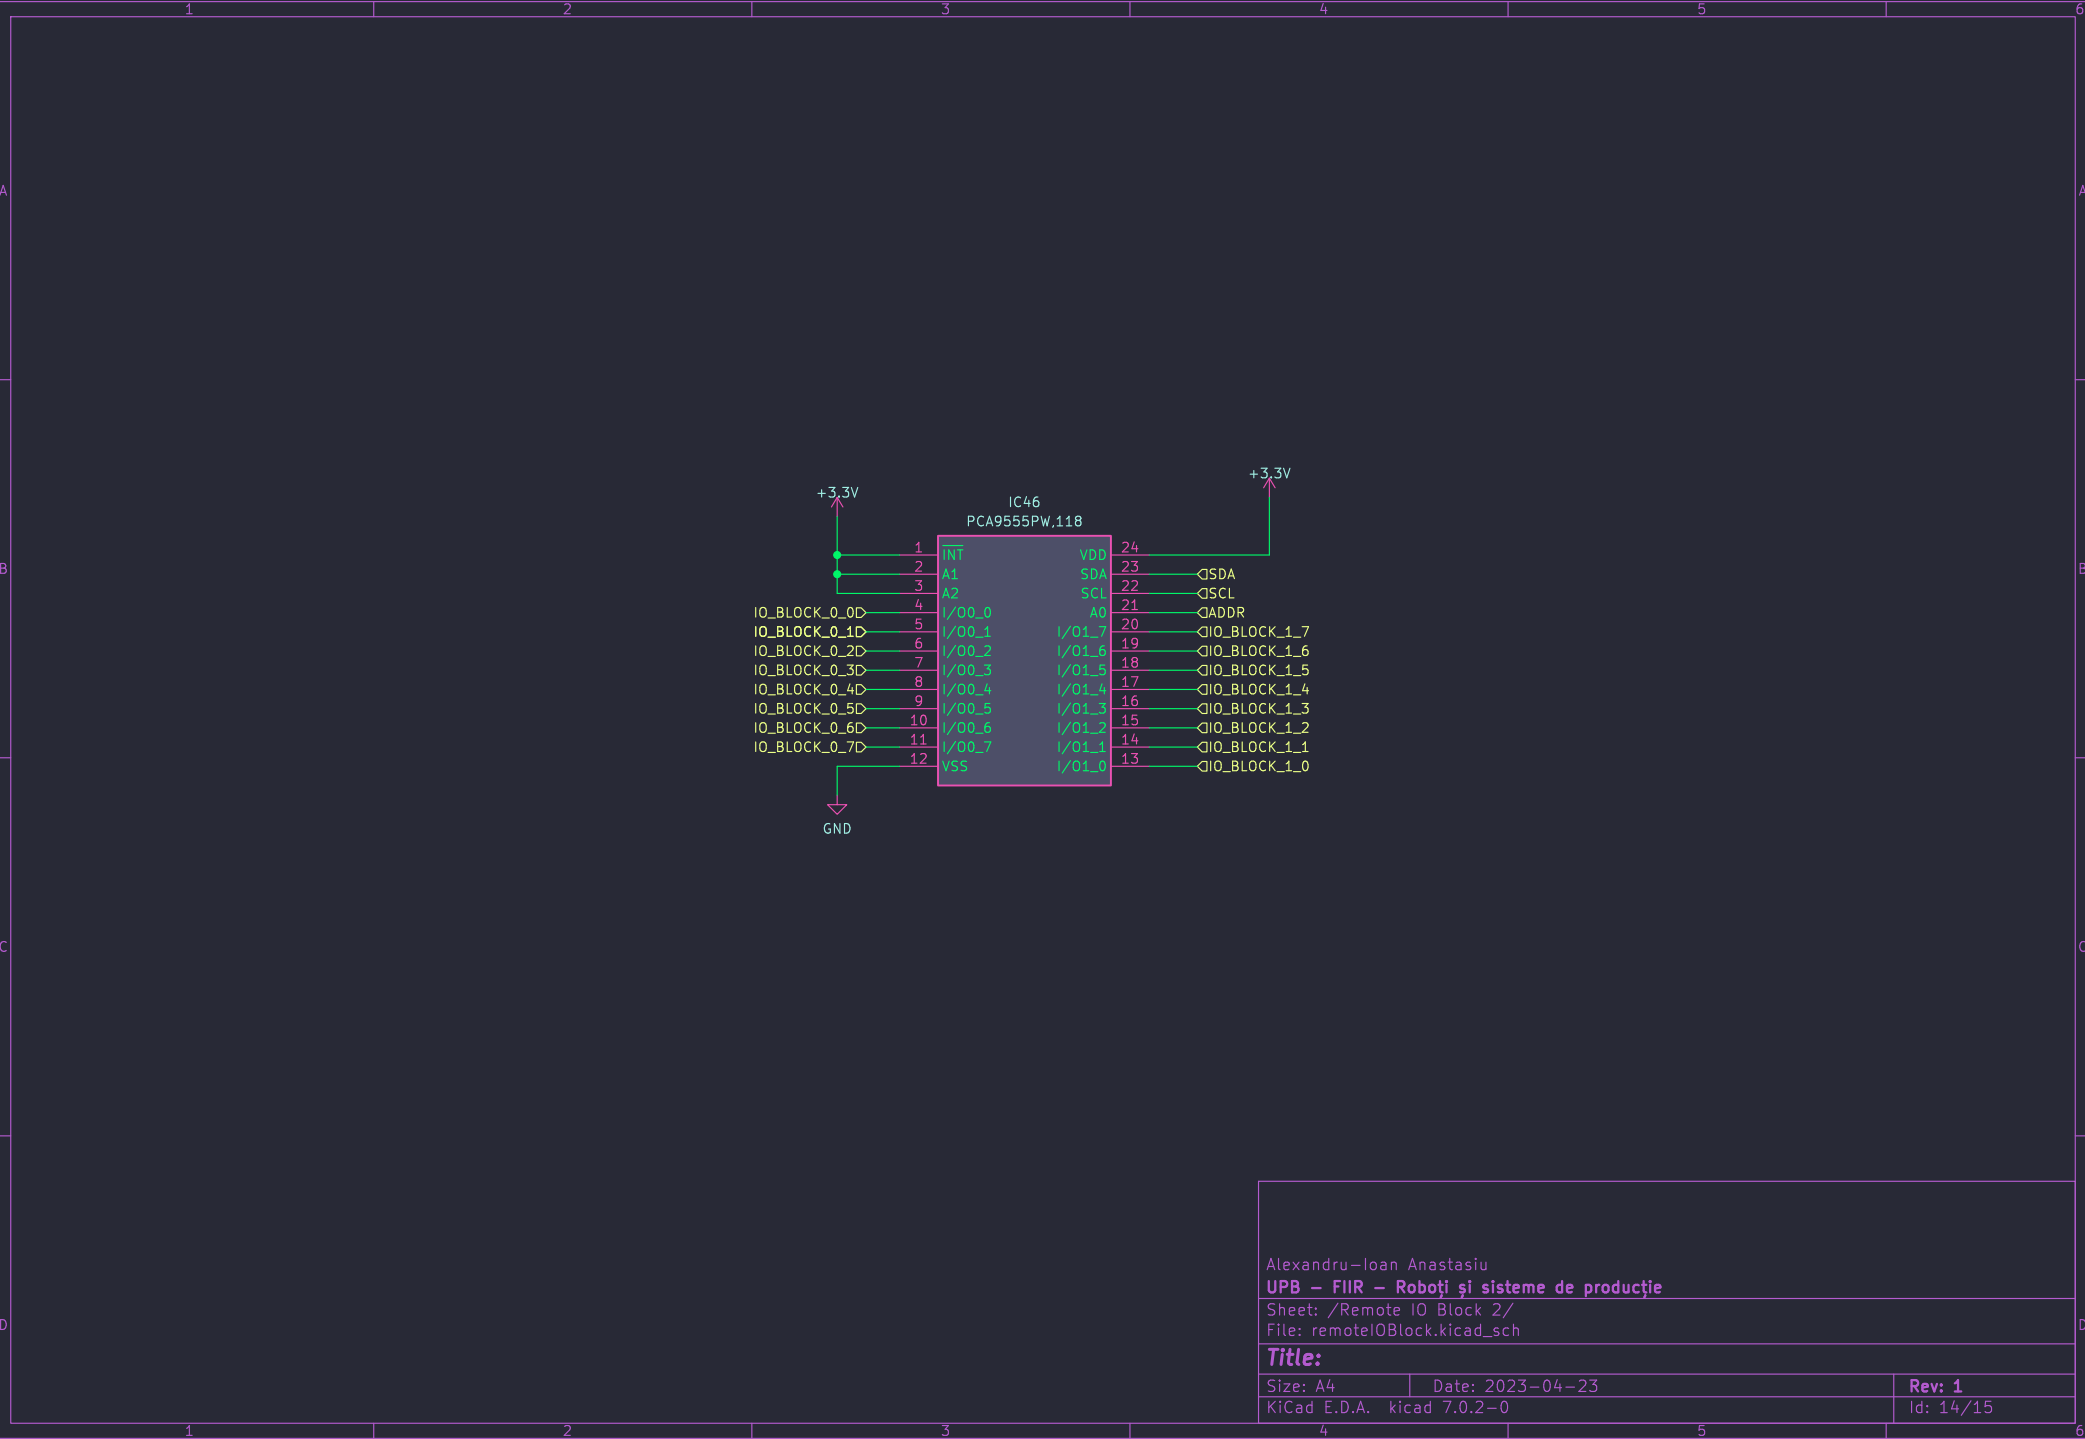 1 2 3 4 5 6
A A
B B
C C
D D
+3.3V
+3.3V
IC46
PCA9555PW,118
1 INT
2 A1
3 A2
IO_BLOCK_0_0 4 I/O0_0
IO_BLOCK_0_1 5 I/O0_1
IO_BLOCK_0_2 6 I/O0_2
IO_BLOCK_0_3 7 I/O0_3
IO_BLOCK_0_4 8 I/O0_4
IO_BLOCK_0_5 9 I/O0_5
IO_BLOCK_0_6 10 I/O0_6
IO_BLOCK_0_7 11 I/O0_7
12 VSS
GND
VDD 24
SDA 23 SDA
SCL 22 SCL
A0 21 ADDR
I/O1_7 20 IO_BLOCK_1_7
I/O1_6 19 IO_BLOCK_1_6
I/O1_5 18 IO_BLOCK_1_5
I/O1_4 17 IO_BLOCK_1_4
I/O1_3 16 IO_BLOCK_1_3
I/O1_2 15 IO_BLOCK_1_2
I/O1_1 14 IO_BLOCK_1_1
I/O1_0 13 IO_BLOCK_1_0
Alexandru-Ioan Anastasiu
UPB - FIIR - Roboți și sisteme de producție
Sheet: /Remote IO Block 2/
File: remoteIOBlock.kicad_sch
Title:
Size: A4 Date: 2023-04-23 Rev: 1
KiCad E.D.A. kicad 7.0.2-0 Id: 14/15
1 2 3 4 5 6